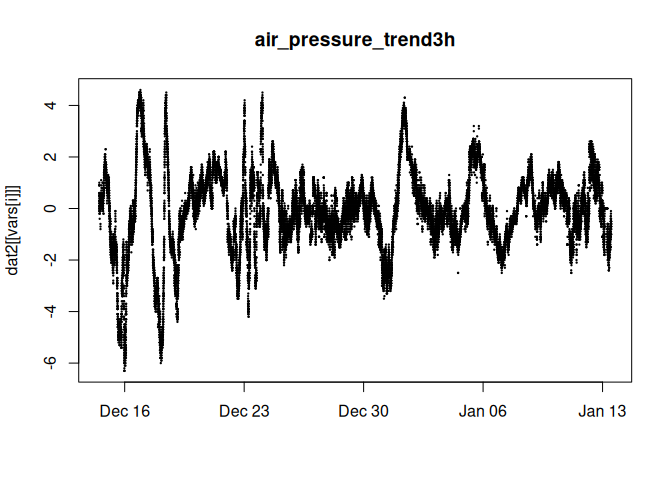 air_pressure_trend3h
dat2[[vars[i]]]
4
2
0
-2
-4
-6
Dec 16 Dec 23 Dec 30 Jan 06 Jan 13